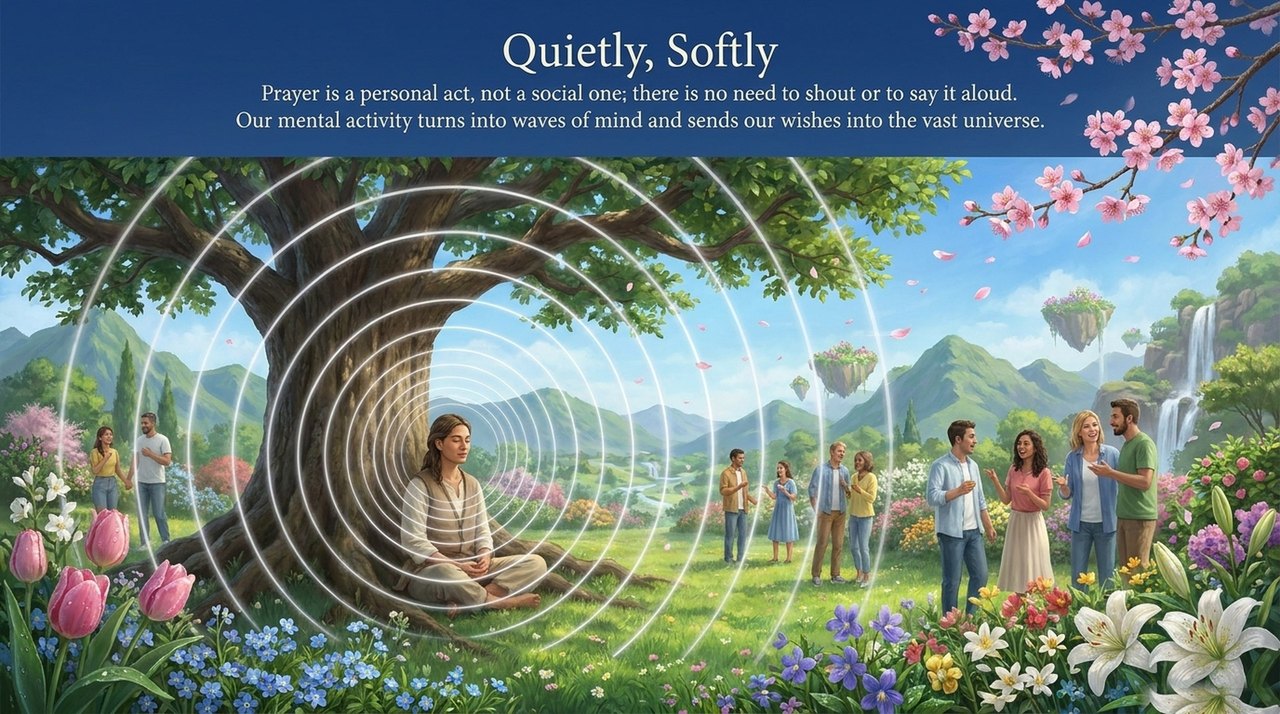 Quietly, Softly
Prayer is a personal act, not a social one; there is no need to shout or to say it aloud.
Our mental activity turns into waves of mind and sends our wishes into the vast universe.